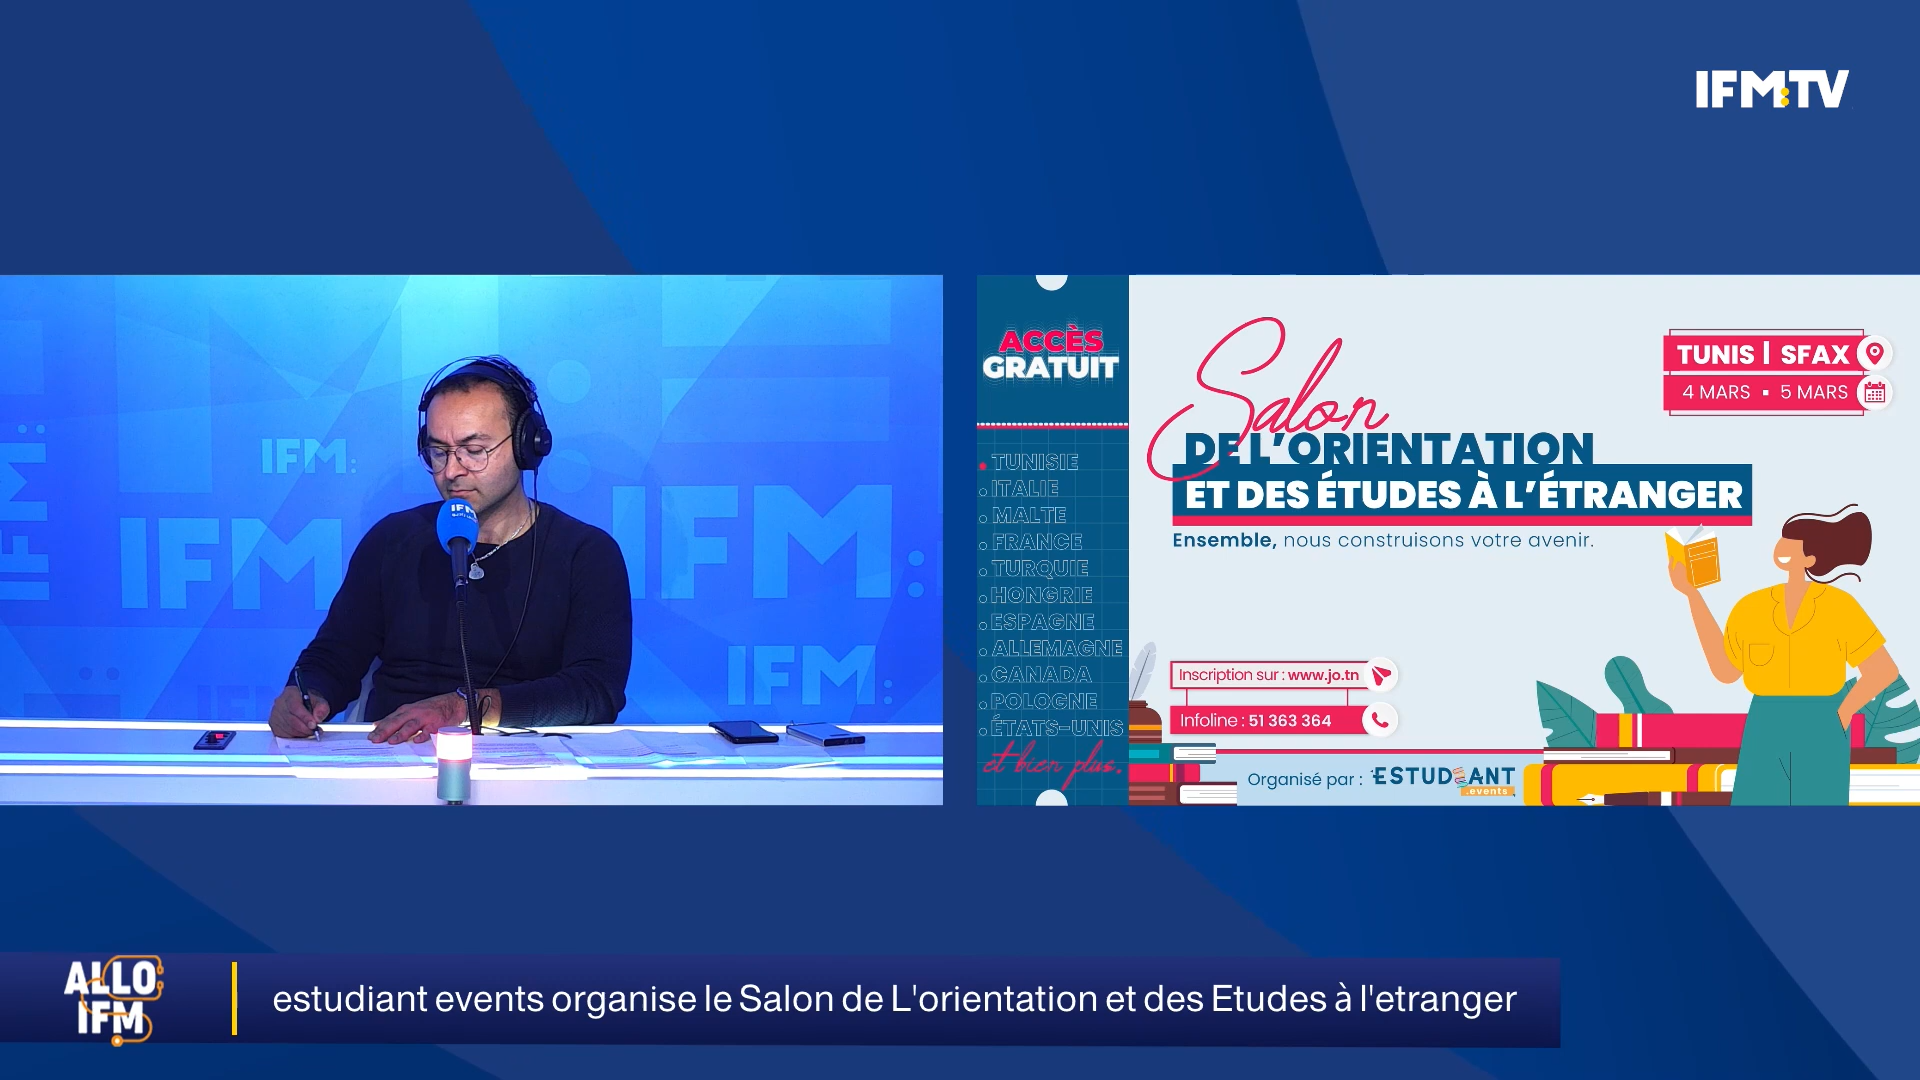 IFM:TV
IFM:
IFM
IFM:
IFM:
IFM
ACCÈS
GRATUIT
TUNISIE
ITALIE
MALTE
FRANCE
TURQUIE
HONGRIE
ESPAGNE
ALLEMAGNE
CANADA
POLOGNE
ÉTATS-UNIS
et bien plus.
Salon
DE L'ORIENTATION
ET DES ÉTUDES À L'ÉTRANGER
Ensemble, nous construisons votre avenir.
TUNIS | SFAX
4 MARS ▪ 5 MARS
Inscription sur : www.jo.tn
Infoline : 51 363 364
Organisé par : ESTUDIANT
.events
ALLO
IFM
estudiant events organise le Salon de L'orientation et des Etudes à l'etranger